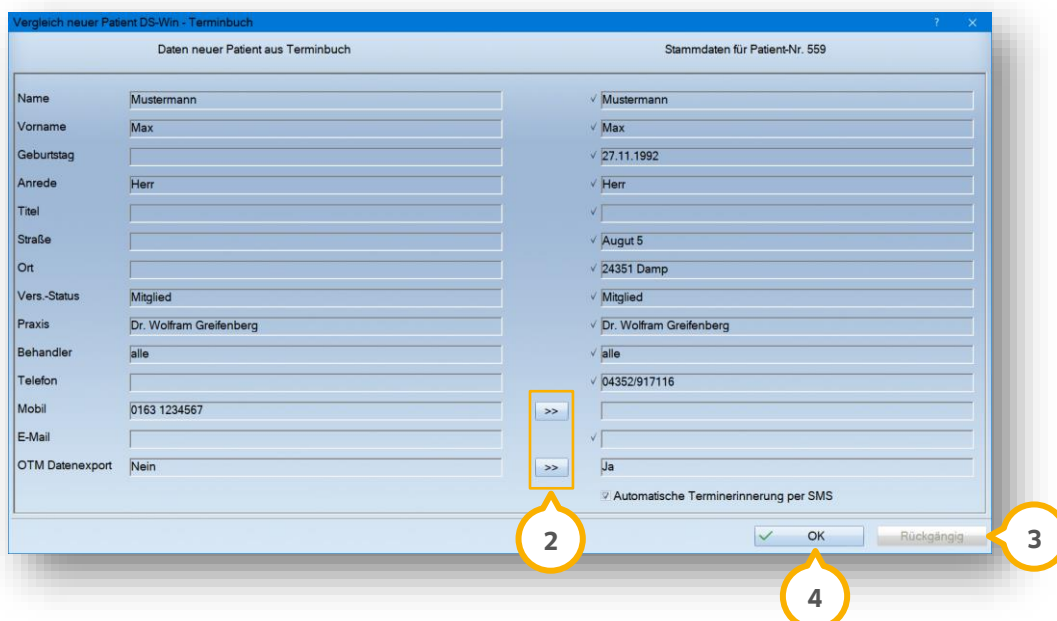 Vergleich neuer Patient DS-Win - Terminbuch ? ×
Daten neuer Patient aus Terminbuch Stammdaten für Patient-Nr. 559
Name Mustermann √ Mustermann
Vorname Max √ Max
Geburtstag √ 27.11.1992
Anrede Herr √ Herr
Titel √
Straße √ Augut 5
Ort √ 24351 Damp
Vers.-Status Mitglied √ Mitglied
Praxis Dr. Wolfram Greifenberg √ Dr. Wolfram Greifenberg
Behandler alle √ alle
Telefon √ 04352/917116
Mobil 0163 1234567 >>
E-Mail √
OTM Datenexport Nein >> Ja
Automatische Terminerinnerung per SMS
OK Rückgängig
2
3
4